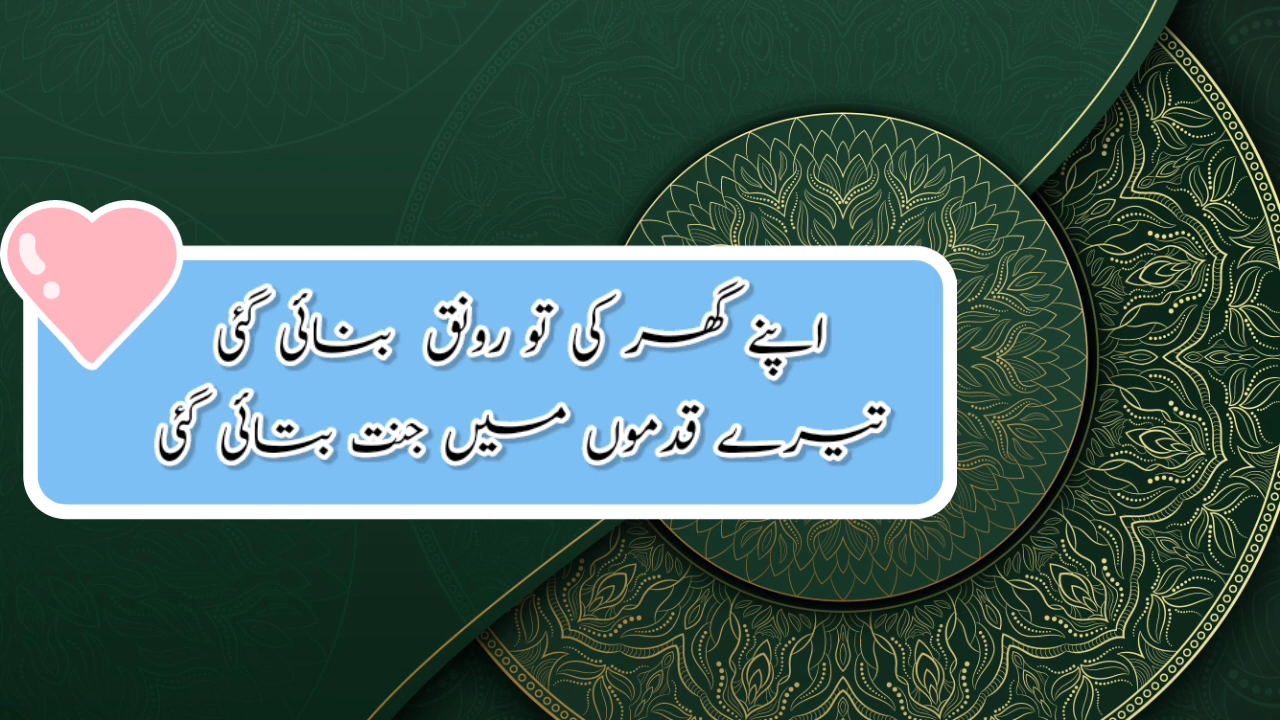 اپنے گھر کی تو رونق بنائی گئی
تیرے قدموں میں جنت بتائی گئی